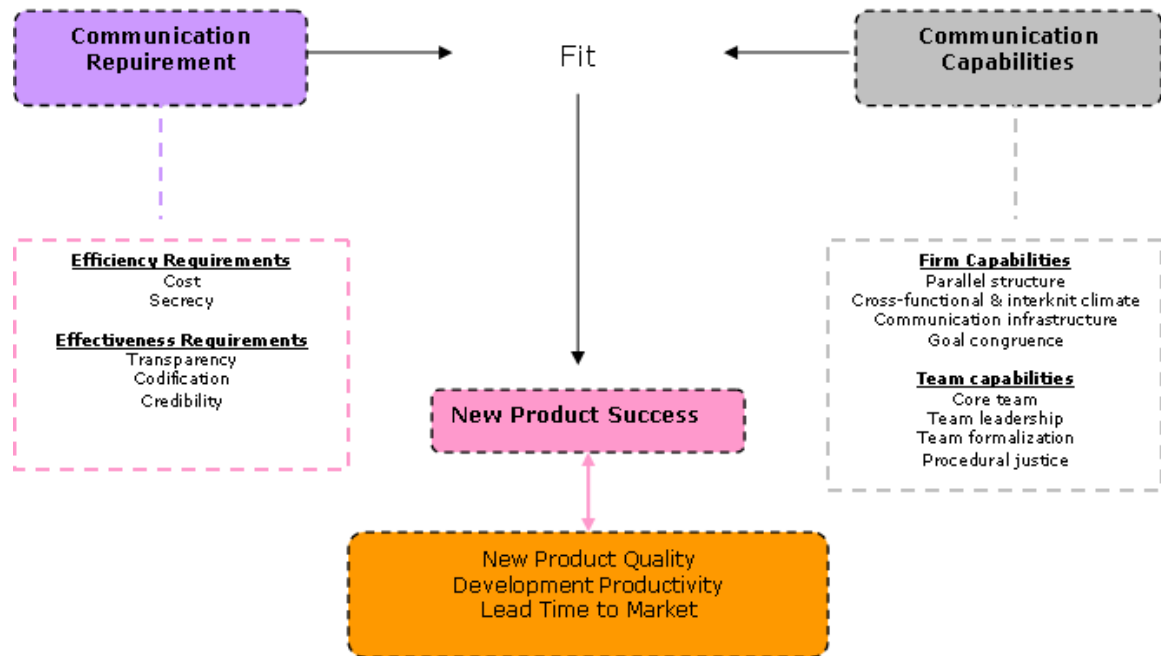 Communication
Repuirement
Fit
Communication
Capabilities
Efficiency Requirements
Cost
Secrecy
Effectiveness Requirements
Transparency
Codification
Credibility
Firm Capabilities
Parallel structure
Cross-functional & interknit climate
Communication infrastructure
Goal congruence
Team capabilities
Core team
Team leadership
Team formalization
Procedural justice
New Product Success
New Product Quality
Development Productivity
Lead Time to Market